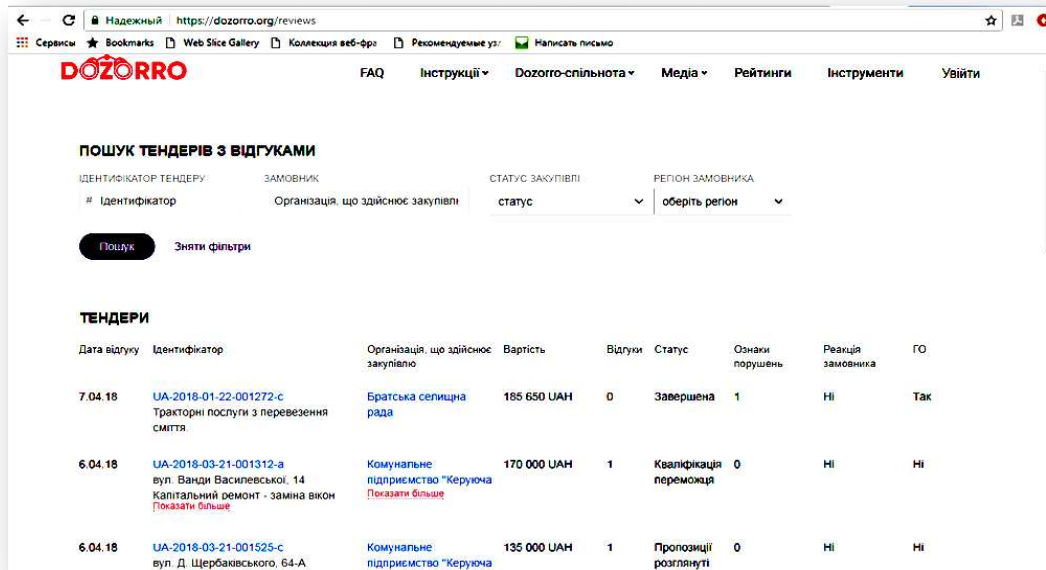 Надежный https://dozorro.org/reviews
Сервисы Bookmarks Web Slice Gallery Коллекция веб-фра Рекомендуемые уз Написать письмо
DOZORRO FAQ Інструкції Dozorro-спільнота Медіа Рейтинги Інструменти Увійти
ПОШУК ТЕНДЕРІВ З ВІДГУКАМИ
ІДЕНТИФІКАТОР ТЕНДЕРУ ЗАМОВНИК СТАТУС ЗАКУПІВЛІ РЕГІОН ЗАМОВНИКА
# Ідентифікатор Організація, що здійснює закупівлн статус оберіть регіон
Пошук Зняти фільтри
ТЕНДЕРИ
Дата відгуку Ідентифікатор Організація, що здійснює Вартість Відгуки Статус Ознаки Реакція ГО
закупівлю порушень замовника
7.04.18 UA-2018-01-22-001272-c Братська селищна 185 650 UAH 0 Завершена 1 Ні Так
Тракторні послуги з перевезення рада
сміття
6.04.18 UA-2018-03-21-001312-a Комунальне 170 000 UAH 1 Кваліфікація 0 Ні Ні
вул. Ванди Василевської, 14 підприємство "Керуюча переможця
Капітальний ремонт - заміна вікон Показати більше
Показати більше
6.04.18 UA-2018-03-21-001525-c Комунальне 135 000 UAH 1 Пропозиції 0 Ні Ні
вул. Д. Щербаківського, 64-А підприємство "Керуюча розглянуті